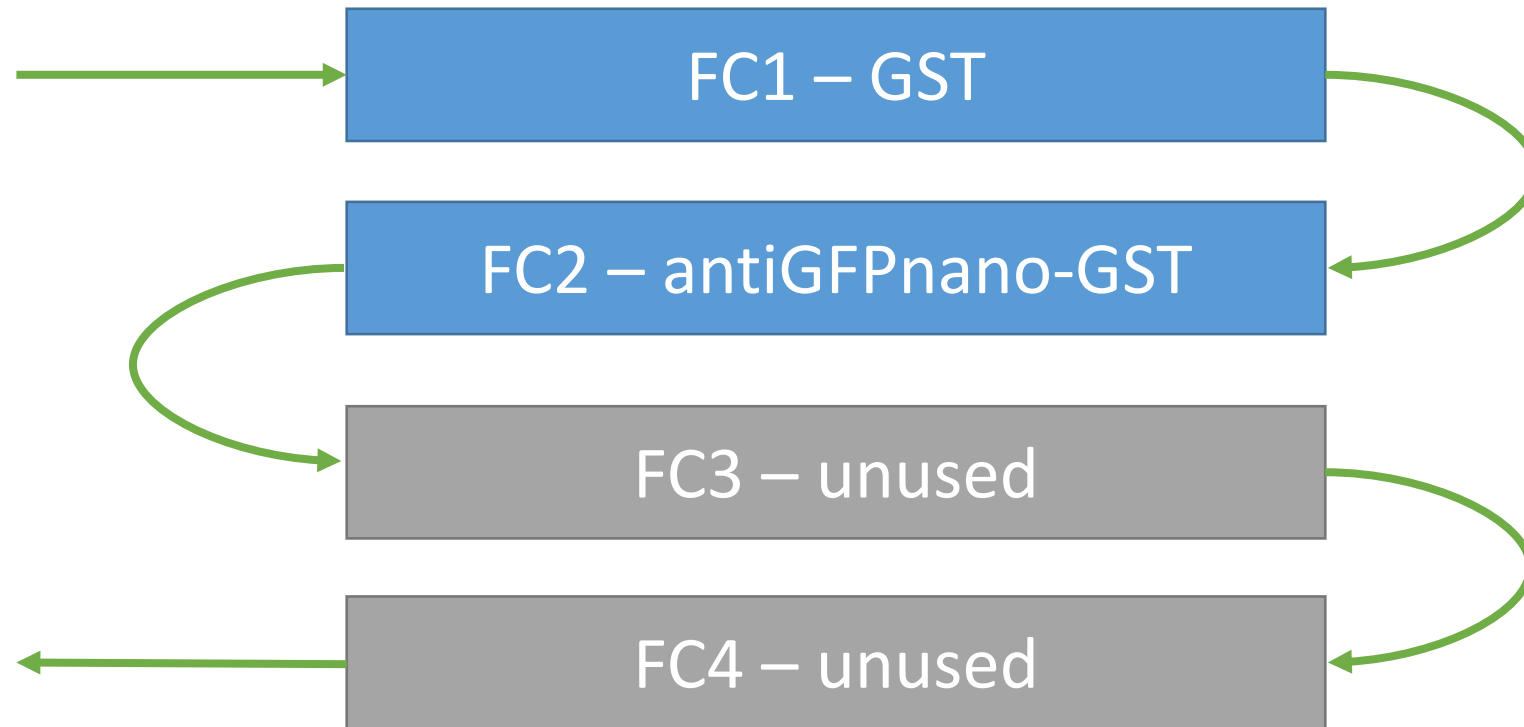 FC1 – GST
FC2 – antiGFPnano-GST
FC3 – unused
FC4 – unused